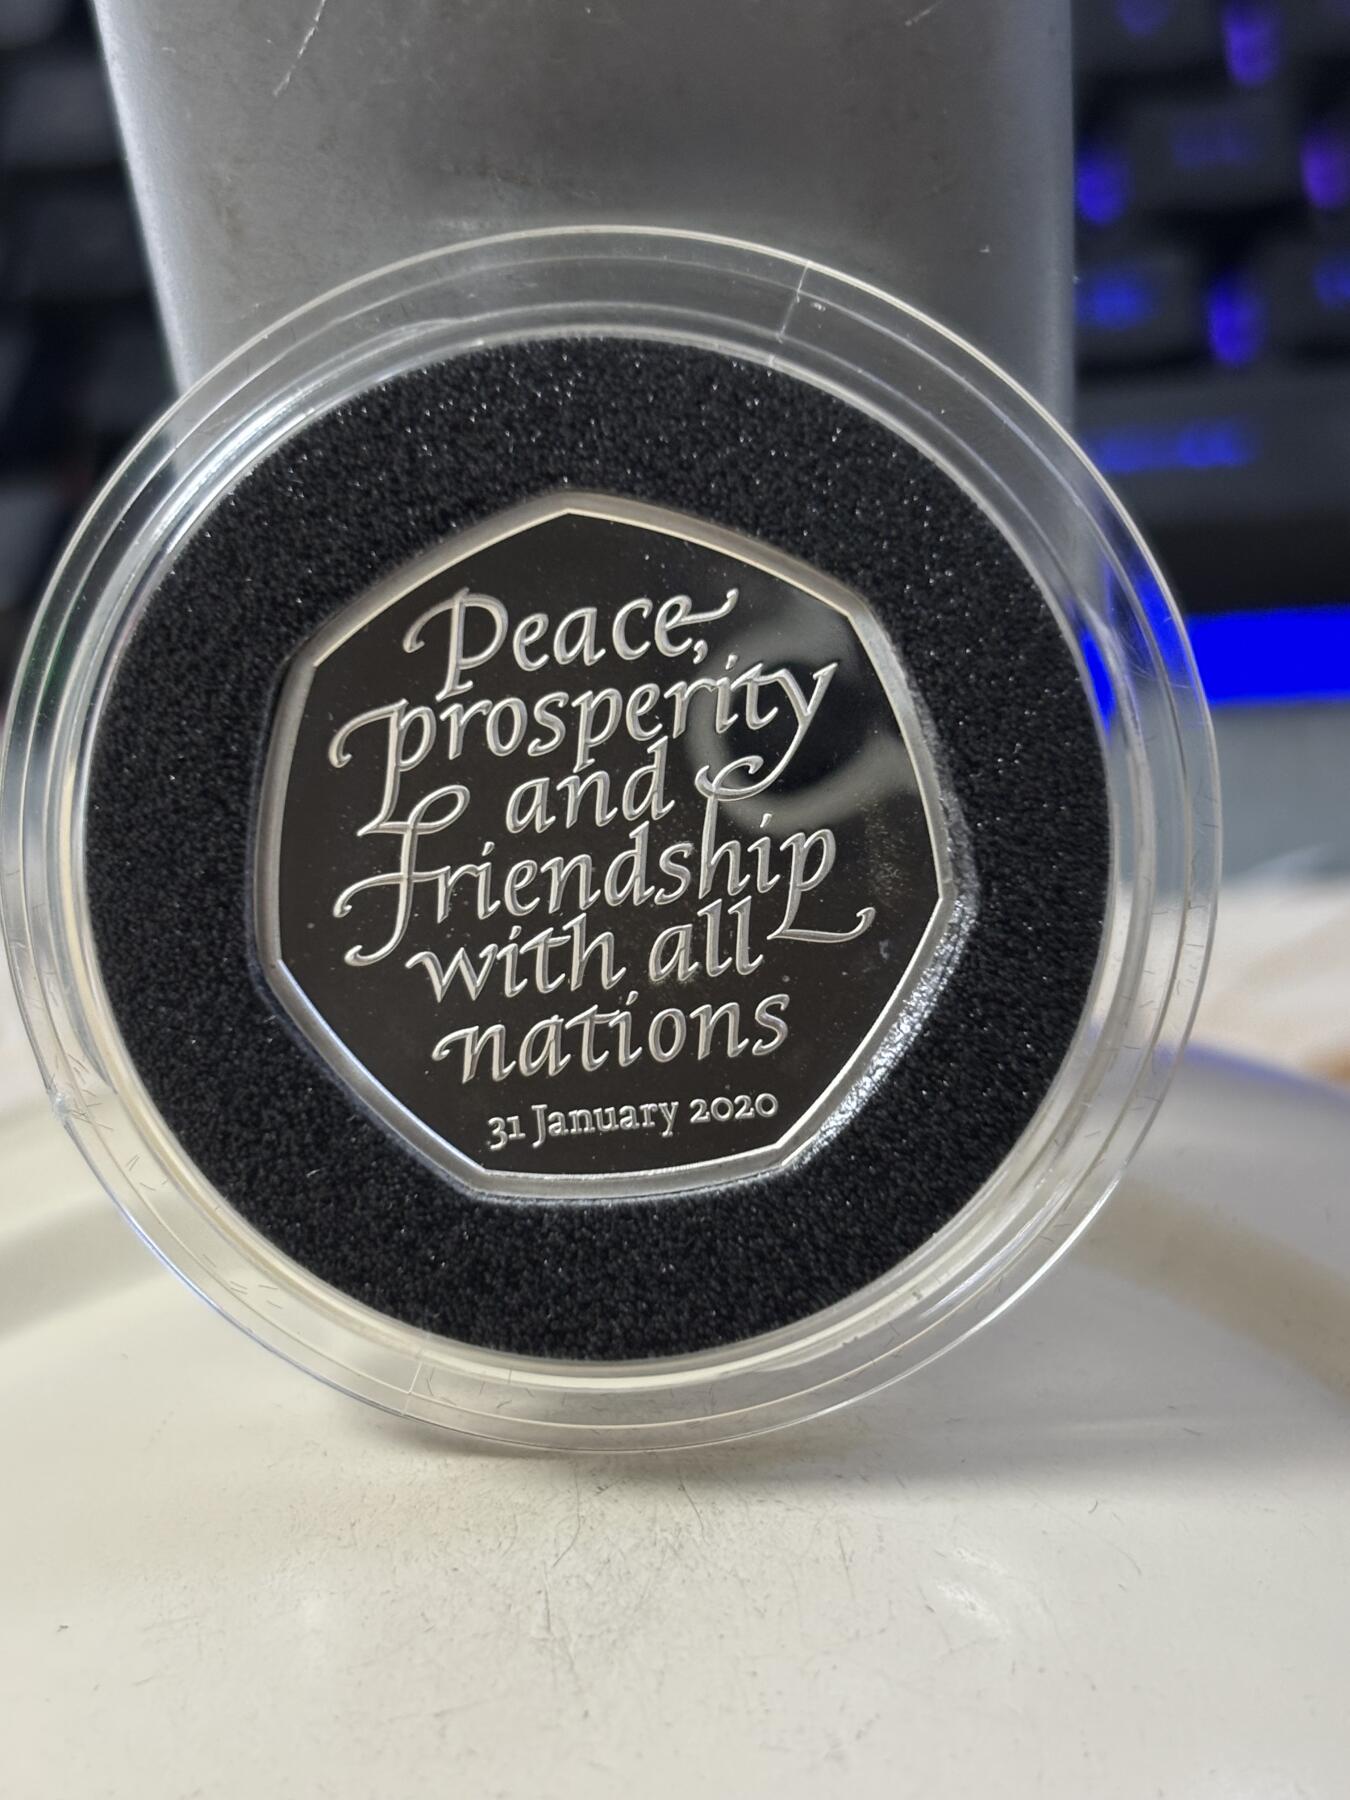 Peace,
prosperity
and
friendship
with all
nations
31 January 2020